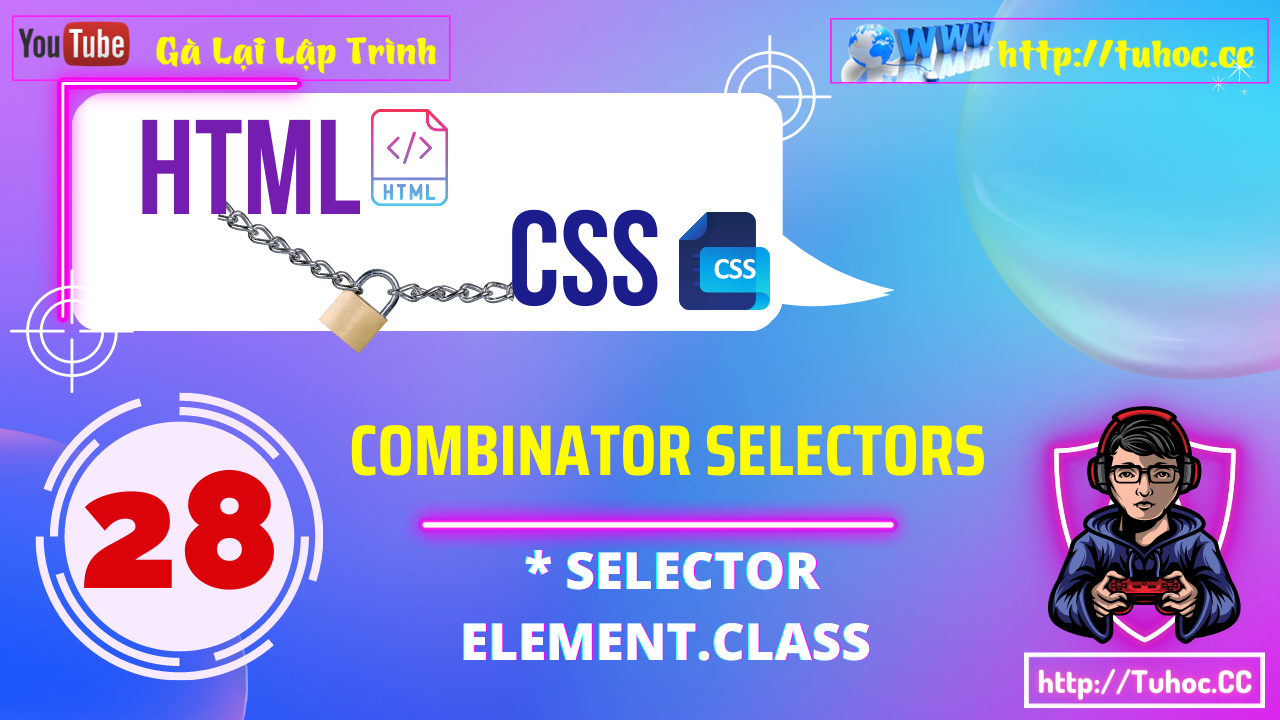 YouTube
Gà Lại Lập Trình
WWW
http://tuhoc.cc
HTML
HTML
CSS
CSS
28
COMBINATOR SELECTORS
* SELECTOR
ELEMENT.CLASS
http://Tuhoc.CC